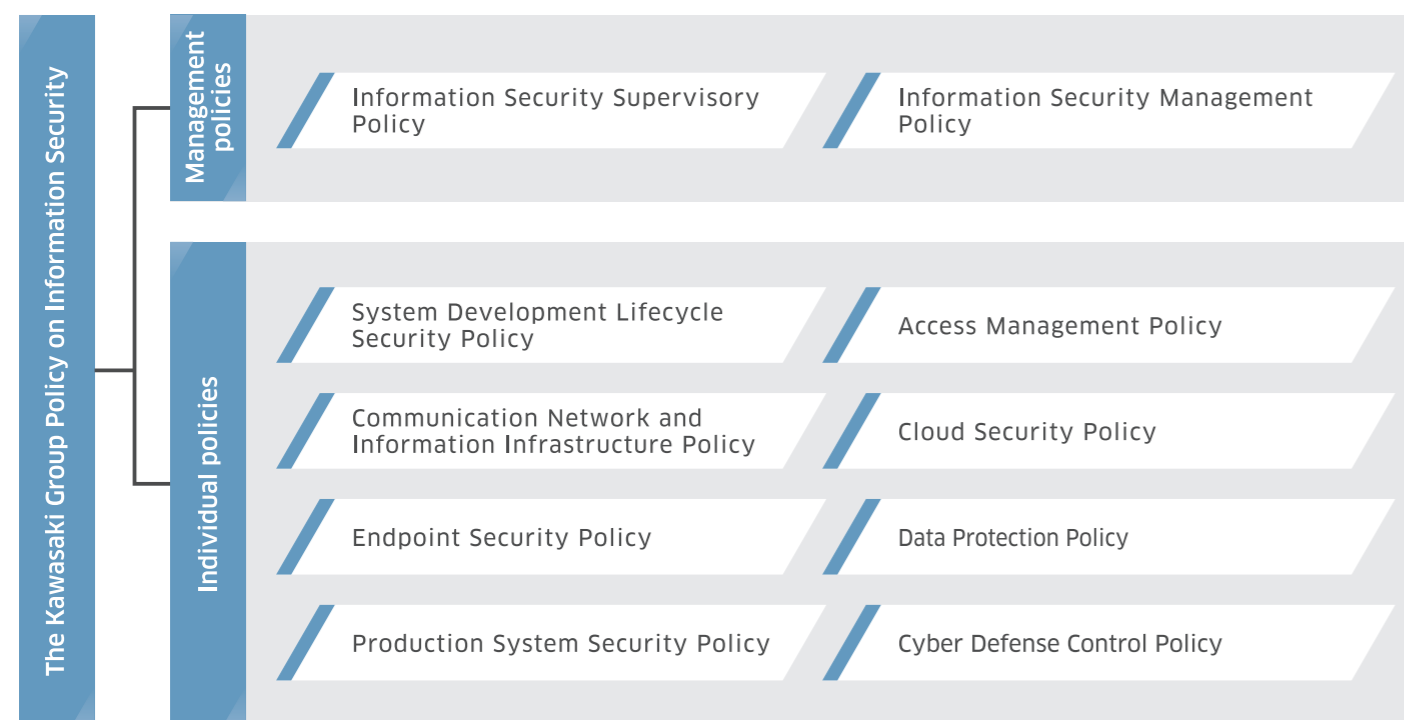 The Kawasaki Group Policy on Information Security
Management
policies
Information Security Supervisory
Policy
Information Security Management
Policy
Individual policies
System Development Lifecycle
Security Policy
Access Management Policy
Communication Network and
Information Infrastructure Policy
Cloud Security Policy
Endpoint Security Policy
Data Protection Policy
Production System Security Policy
Cyber Defense Control Policy